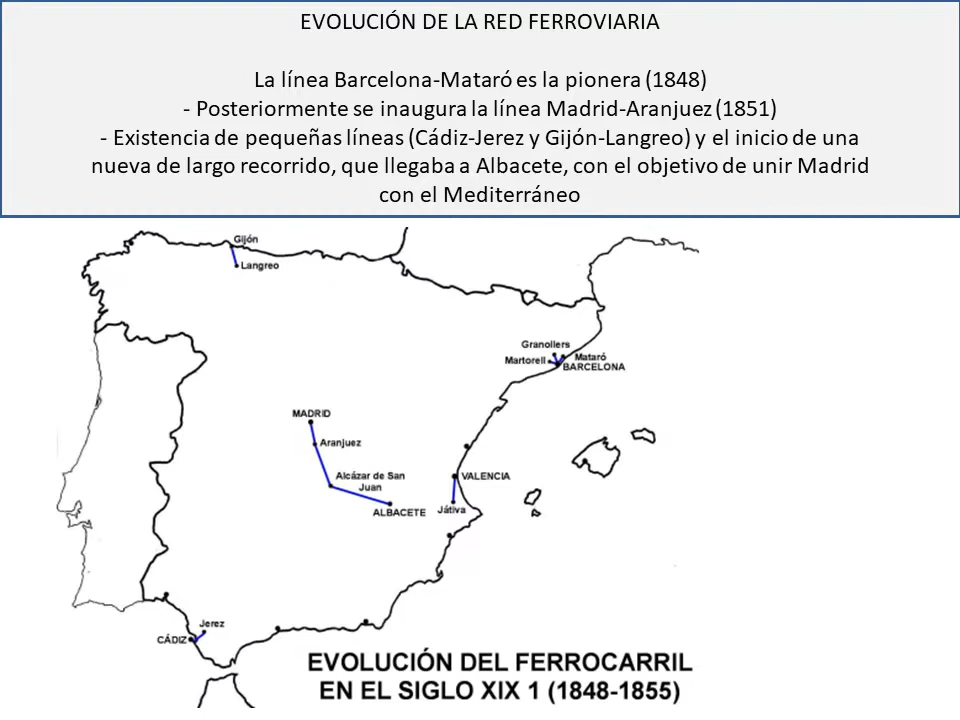 EVOLUCIÓN DE LA RED FERROVIARIA
La línea Barcelona-Mataró es la pionera (1848)
- Posteriormente se inaugura la línea Madrid-Aranjuez (1851)
- Existencia de pequeñas líneas (Cádiz-Jerez y Gijón-Langreo) y el inicio de una
nueva de largo recorrido, que llegaba a Albacete, con el objetivo de unir Madrid
con el Mediterráneo
Gijón
Langreo
Granollers
Martorell
Mataró
BARCELONA
MADRID
Aranjuez
Alcázar de San
Juan
ALBACETE
VALENCIA
Játiva
Jerez
CÁDIZ
EVOLUCIÓN DEL FERROCARRIL
EN EL SIGLO XIX 1 (1848-1855)